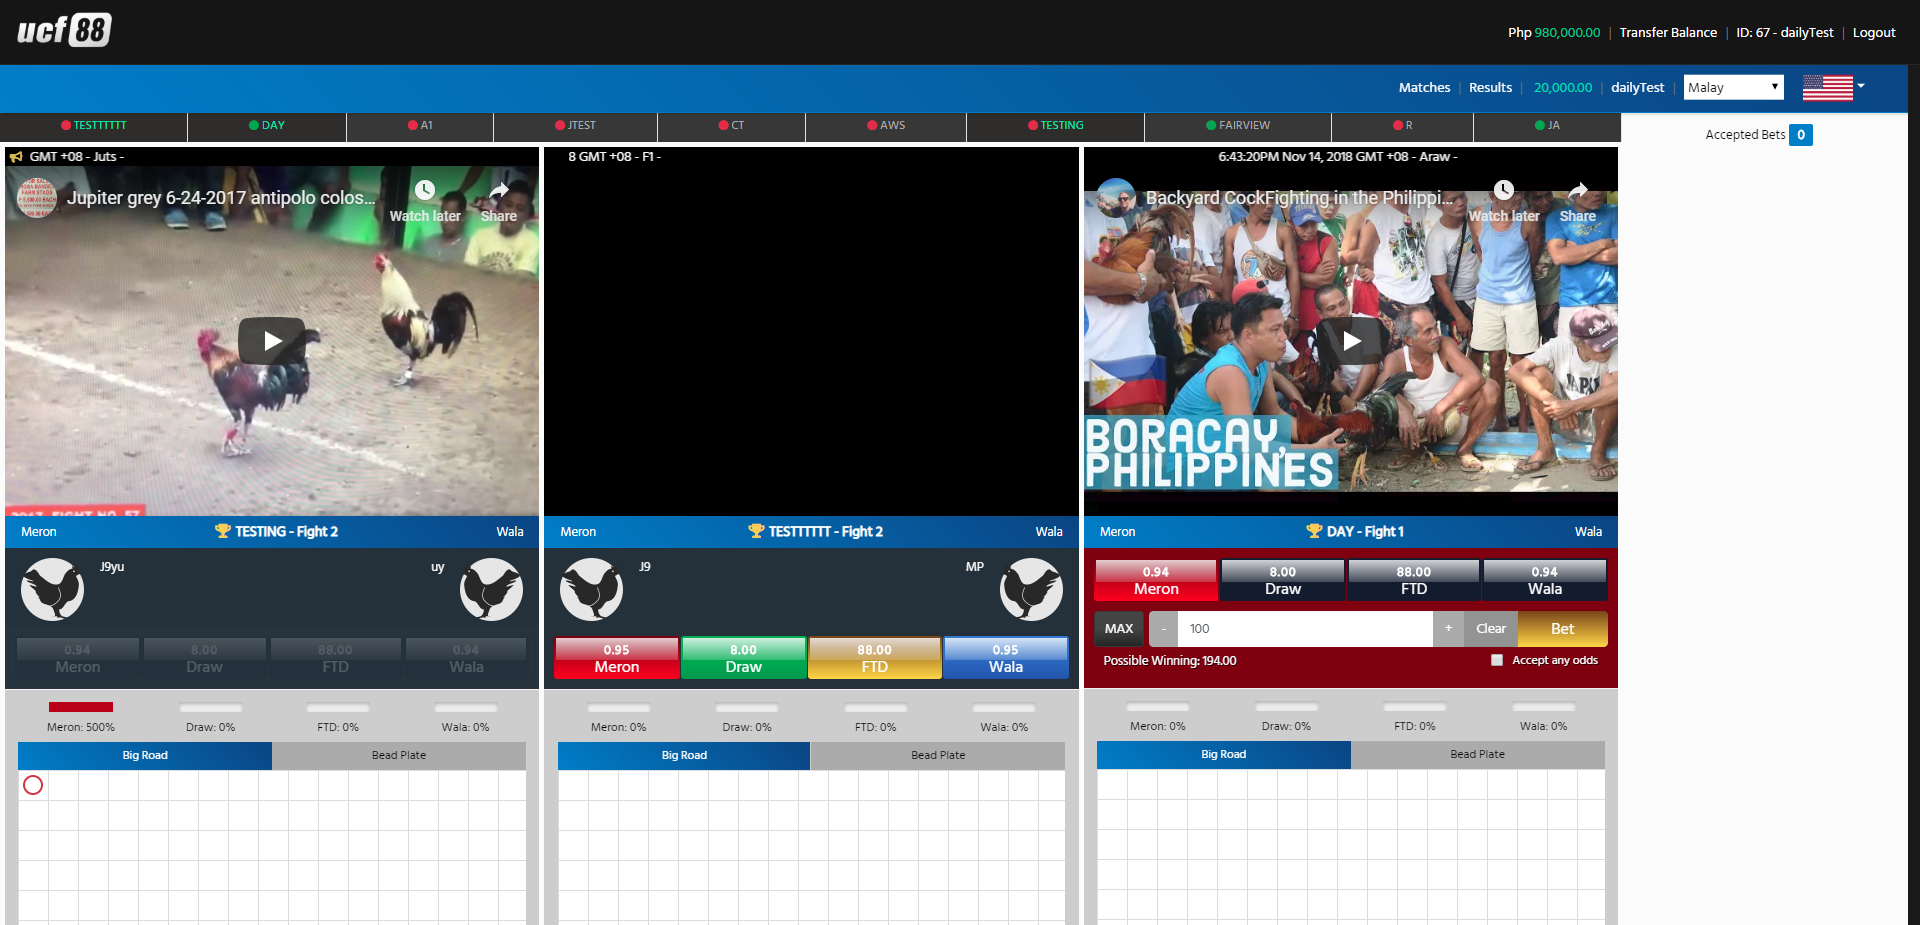 ucf 88
Php 980,000.00 | Transfer Balance | ID: 67 - dailyTest | Logout
Matches | Results | 20,000.00 | dailyTest | Malay
TESTTTTTT DAY A1 JTEST CT AWS TESTING FAIRVIEW R JA
Accepted Bets 0
GMT +08 - Juts -
8 GMT +08 - F1 -
6:43:20PM Nov 14, 2018 GMT +08 - Araw -
Jupiter grey 6-24-2017 antipolo colos...
Watch later Share
Backyard CockFighting in the Philippi...
Watch later Share
BORACAY,
PHILIPPINES
Meron TESTING - Fight 2 Wala
J9yu uy
0.94 8.00 88.00 0.94
Meron Draw FTD Wala
Meron: 500% Draw: 0% FTD: 0% Wala: 0%
Big Road Bead Plate
Meron TESTTTTTT - Fight 2 Wala
J9 MP
0.95 8.00 88.00 0.95
Meron Draw FTD Wala
Meron: 0% Draw: 0% FTD: 0% Wala: 0%
Big Road Bead Plate
Meron DAY - Fight 1 Wala
0.94 8.00 88.00 0.94
Meron Draw FTD Wala
MAX - 100 + Clear Bet
Possible Winning: 194.00 Accept any odds
Meron: 0% Draw: 0% FTD: 0% Wala: 0%
Big Road Bead Plate